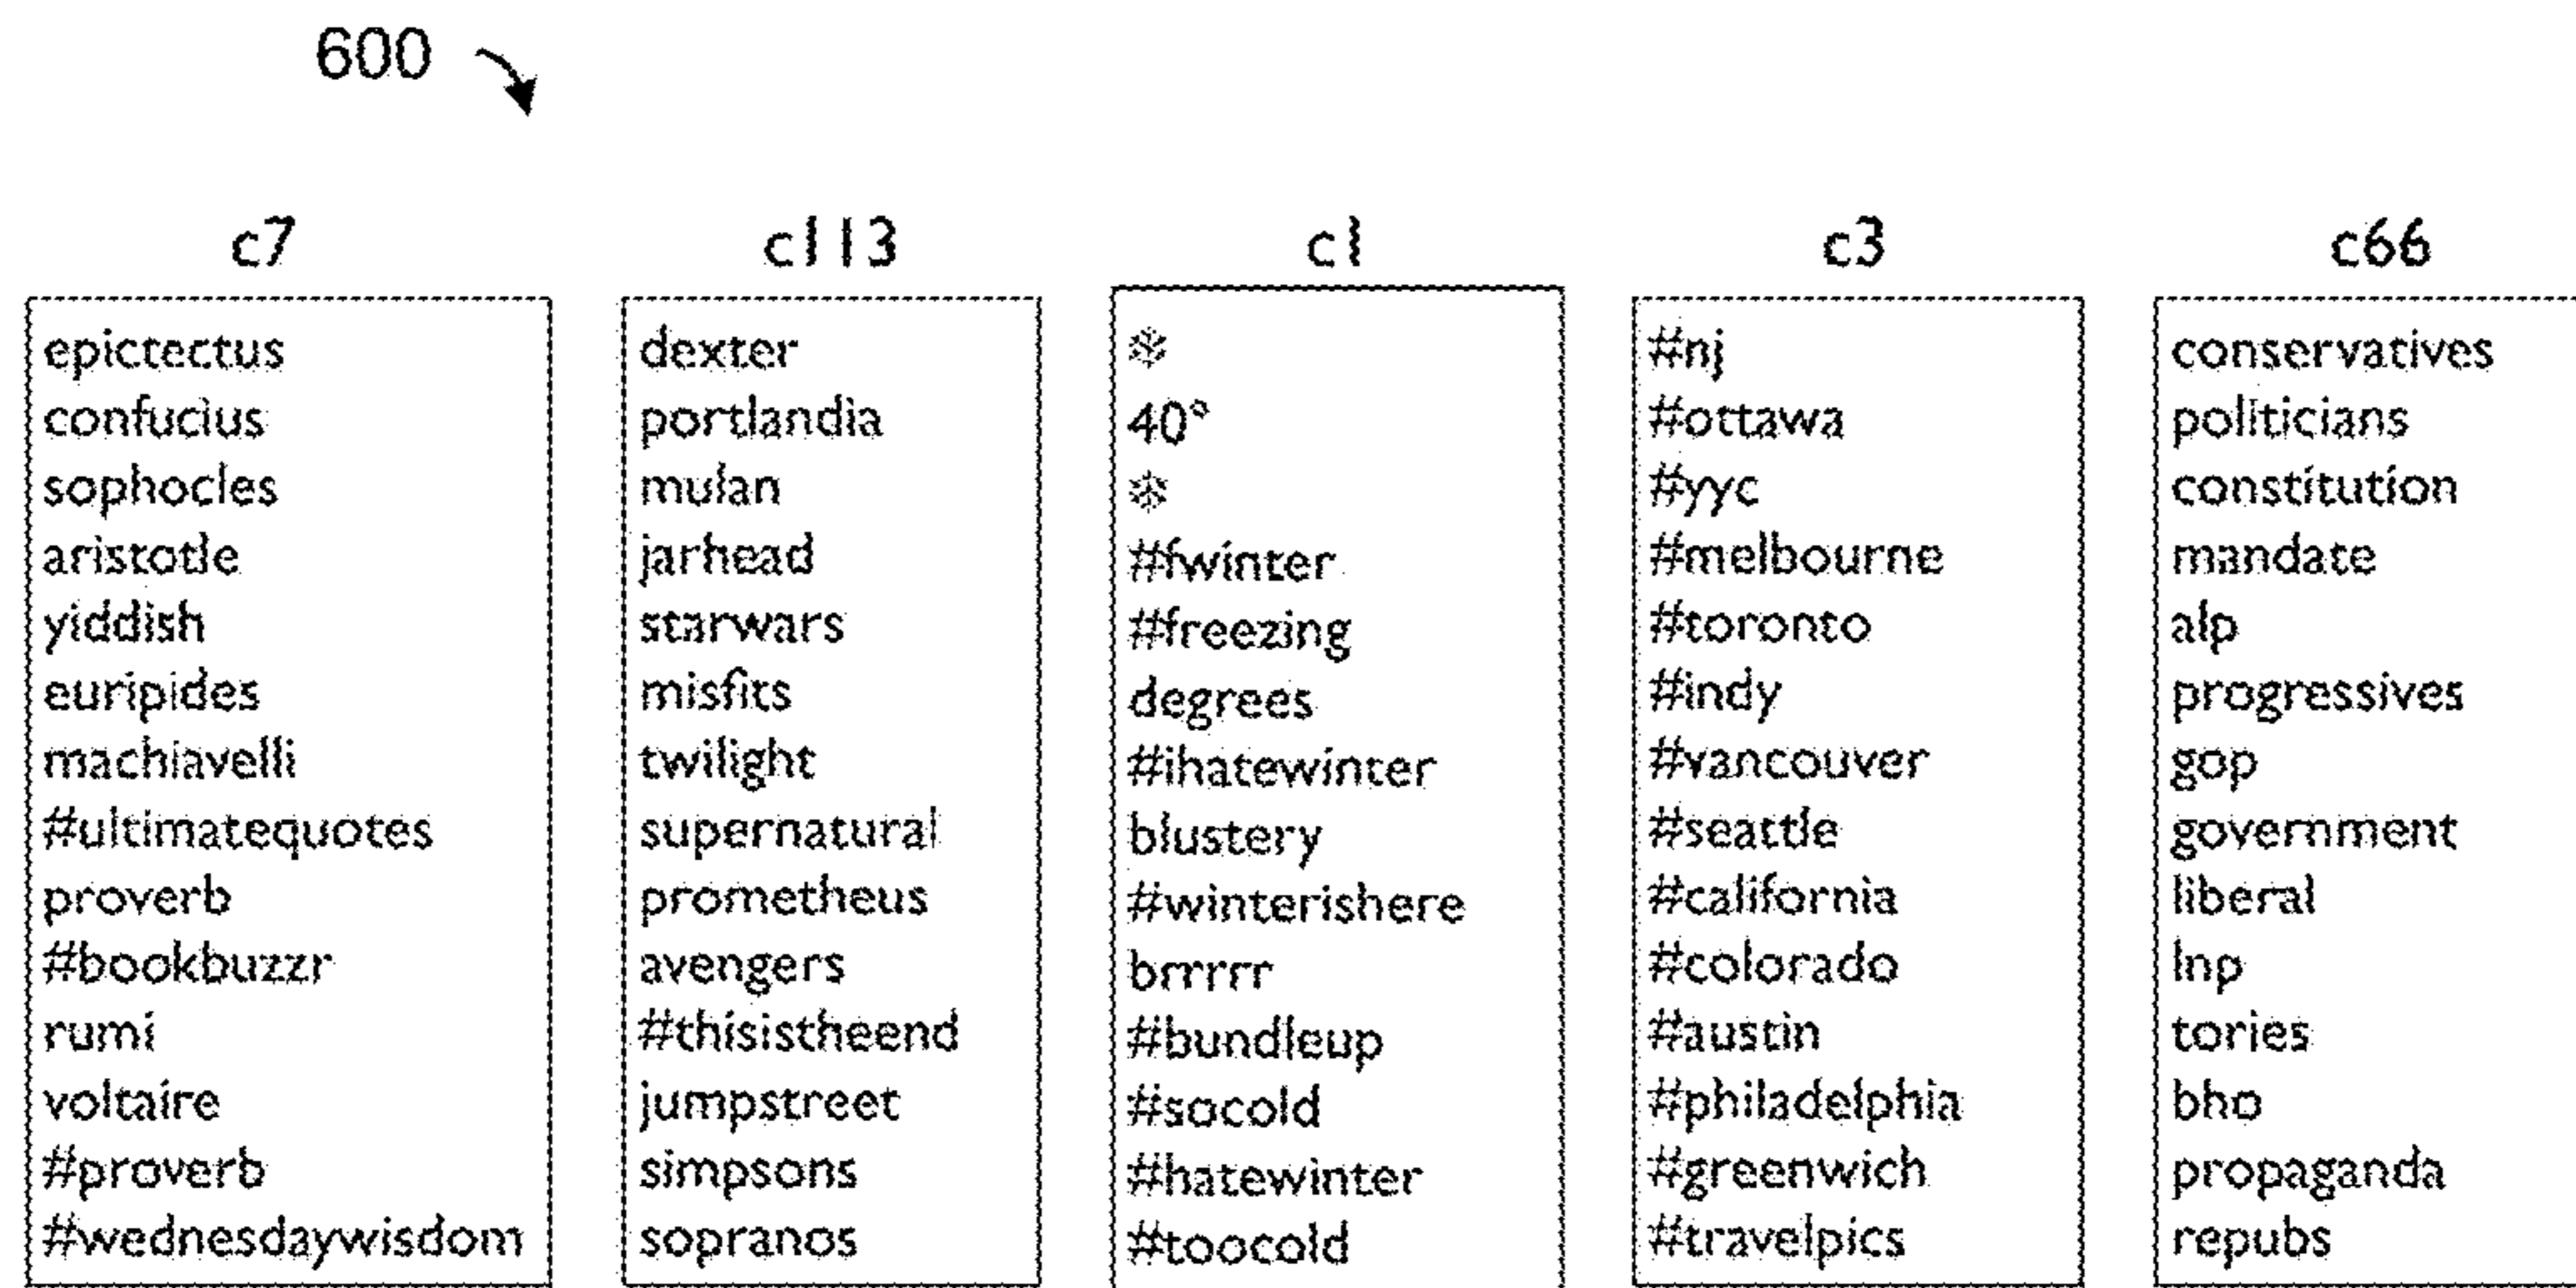 600
c7
epictectus
confucius
sophocles
aristotle
yiddish
euripides
machiavelli
#ultimatequotes
proverb
#bookbuzzr
rumi
voltaire
#proverb
#wednesdaywisdom
c113
dexter
portlandia
mulan
jarhead
starwars
misfits
twilight
supernatural
prometheus
avengers
#thisistheend
jumpstreet
simpsons
sopranos
c1
❄
40°
❄
#fwinter
#freezing
degrees
#ihatewinter
blustery
#winterishere
brrrrr
#bundleup
#socold
#hatewinter
#toocold
c3
#nj
#ottawa
#yyc
#melbourne
#toronto
#indy
#vancouver
#seattle
#california
#colorado
#austin
#philadelphia
#greenwich
#travelpics
c66
conservatives
politicians
constitution
mandate
alp
progressives
gop
government
liberal
lnp
tories
bho
propaganda
repubs